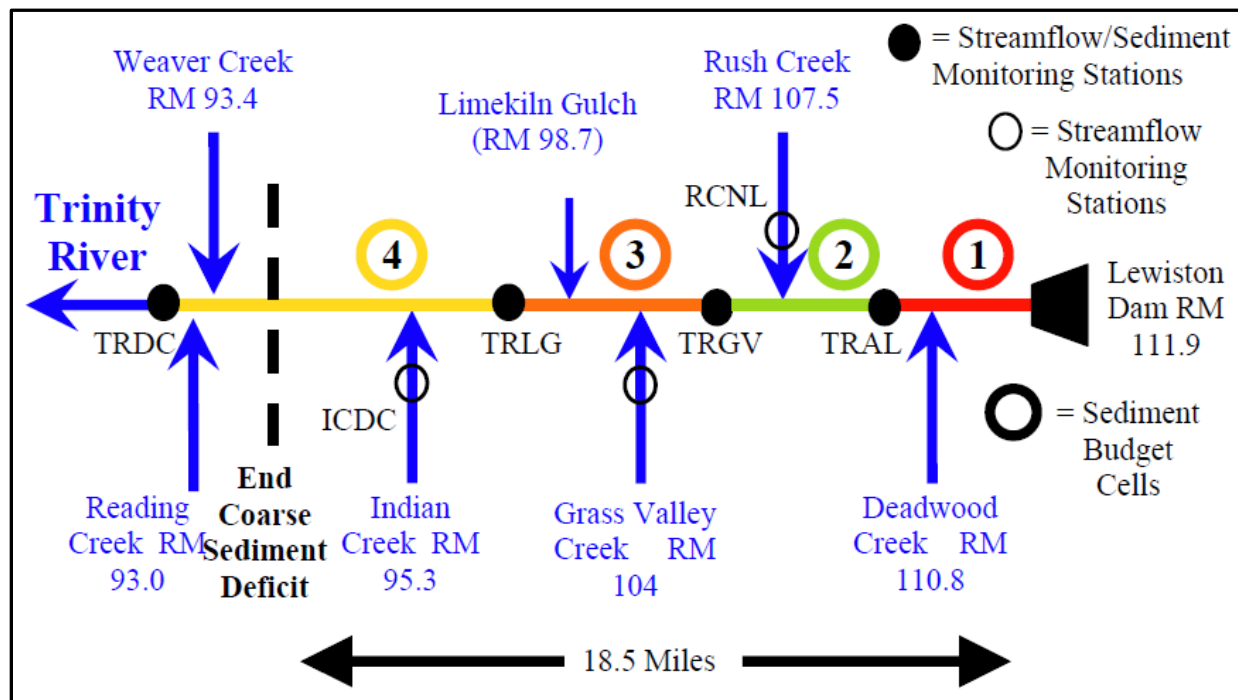 Weaver Creek
RM 93.4
Limekiln Gulch
(RM 98.7)
Rush Creek
RM 107.5
= Streamflow/Sediment
Monitoring Stations
= Streamflow
Monitoring
Stations
RCNL
Trinity
River
4
3
2
1
Lewiston
Dam RM
111.9
TRDC
TRLG
TRGV
TRAL
ICDC
= Sediment
Budget
Cells
Reading
Creek RM
93.0
End
Coarse
Sediment
Deficit
Indian
Creek RM
95.3
Grass Valley
Creek RM
104
Deadwood
Creek RM
110.8
18.5 Miles